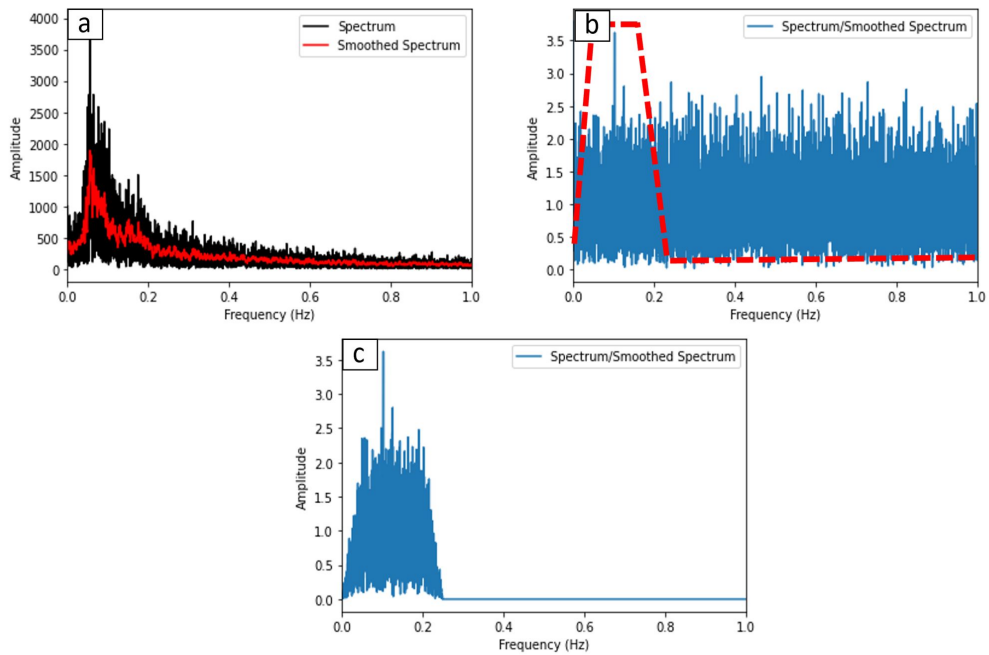 a
Spectrum
Smoothed Spectrum
4000
3500
3000
2500
2000
1500
1000
500
0
Amplitude
0.0 0.2 0.4 0.6 0.8 1.0
Frequency (Hz)
b
Spectrum/Smoothed Spectrum
3.5
3.0
2.5
2.0
1.5
1.0
0.5
0.0
Amplitude
0.0 0.2 0.4 0.6 0.8 1.0
Frequency (Hz)
c
Spectrum/Smoothed Spectrum
3.5
3.0
2.5
2.0
1.5
1.0
0.5
0.0
Amplitude
0.0 0.2 0.4 0.6 0.8 1.0
Frequency (Hz)